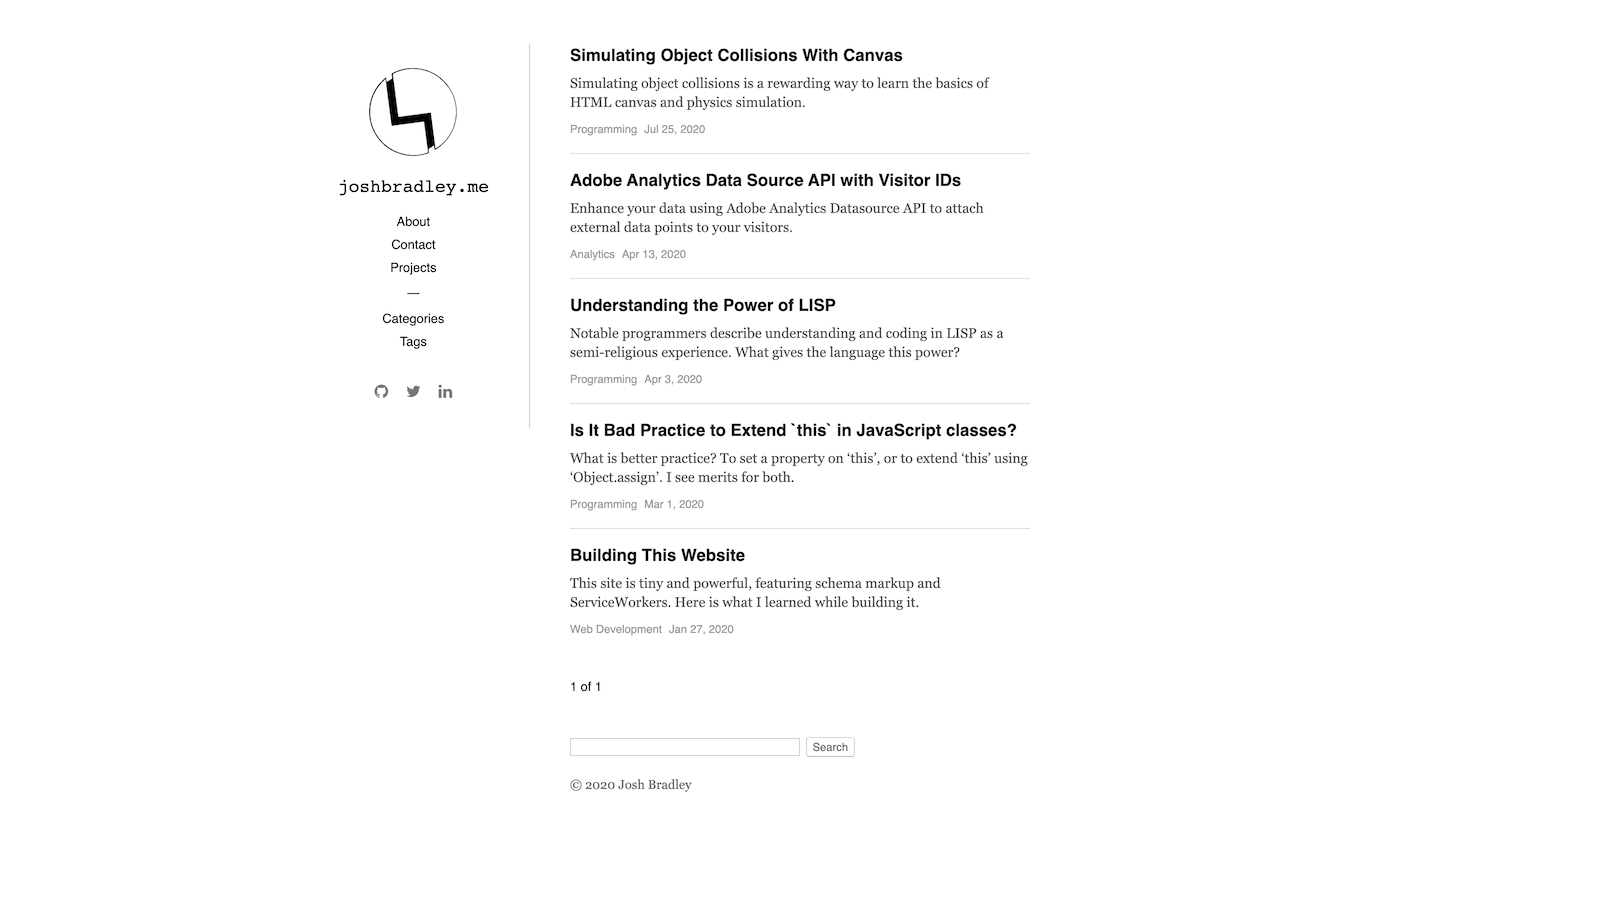 joshbradley.me
About
Contact
Projects
—
Categories
Tags
Simulating Object Collisions With Canvas
Simulating object collisions is a rewarding way to learn the basics of
HTML canvas and physics simulation.
Programming Jul 25, 2020
Adobe Analytics Data Source API with Visitor IDs
Enhance your data using Adobe Analytics Datasource API to attach
external data points to your visitors.
Analytics Apr 13, 2020
Understanding the Power of LISP
Notable programmers describe understanding and coding in LISP as a
semi-religious experience. What gives the language this power?
Programming Apr 3, 2020
Is It Bad Practice to Extend `this` in JavaScript classes?
What is better practice? To set a property on ‘this’, or to extend ‘this’ using
‘Object.assign’. I see merits for both.
Programming Mar 1, 2020
Building This Website
This site is tiny and powerful, featuring schema markup and
ServiceWorkers. Here is what I learned while building it.
Web Development Jan 27, 2020
1 of 1
Search
© 2020 Josh Bradley